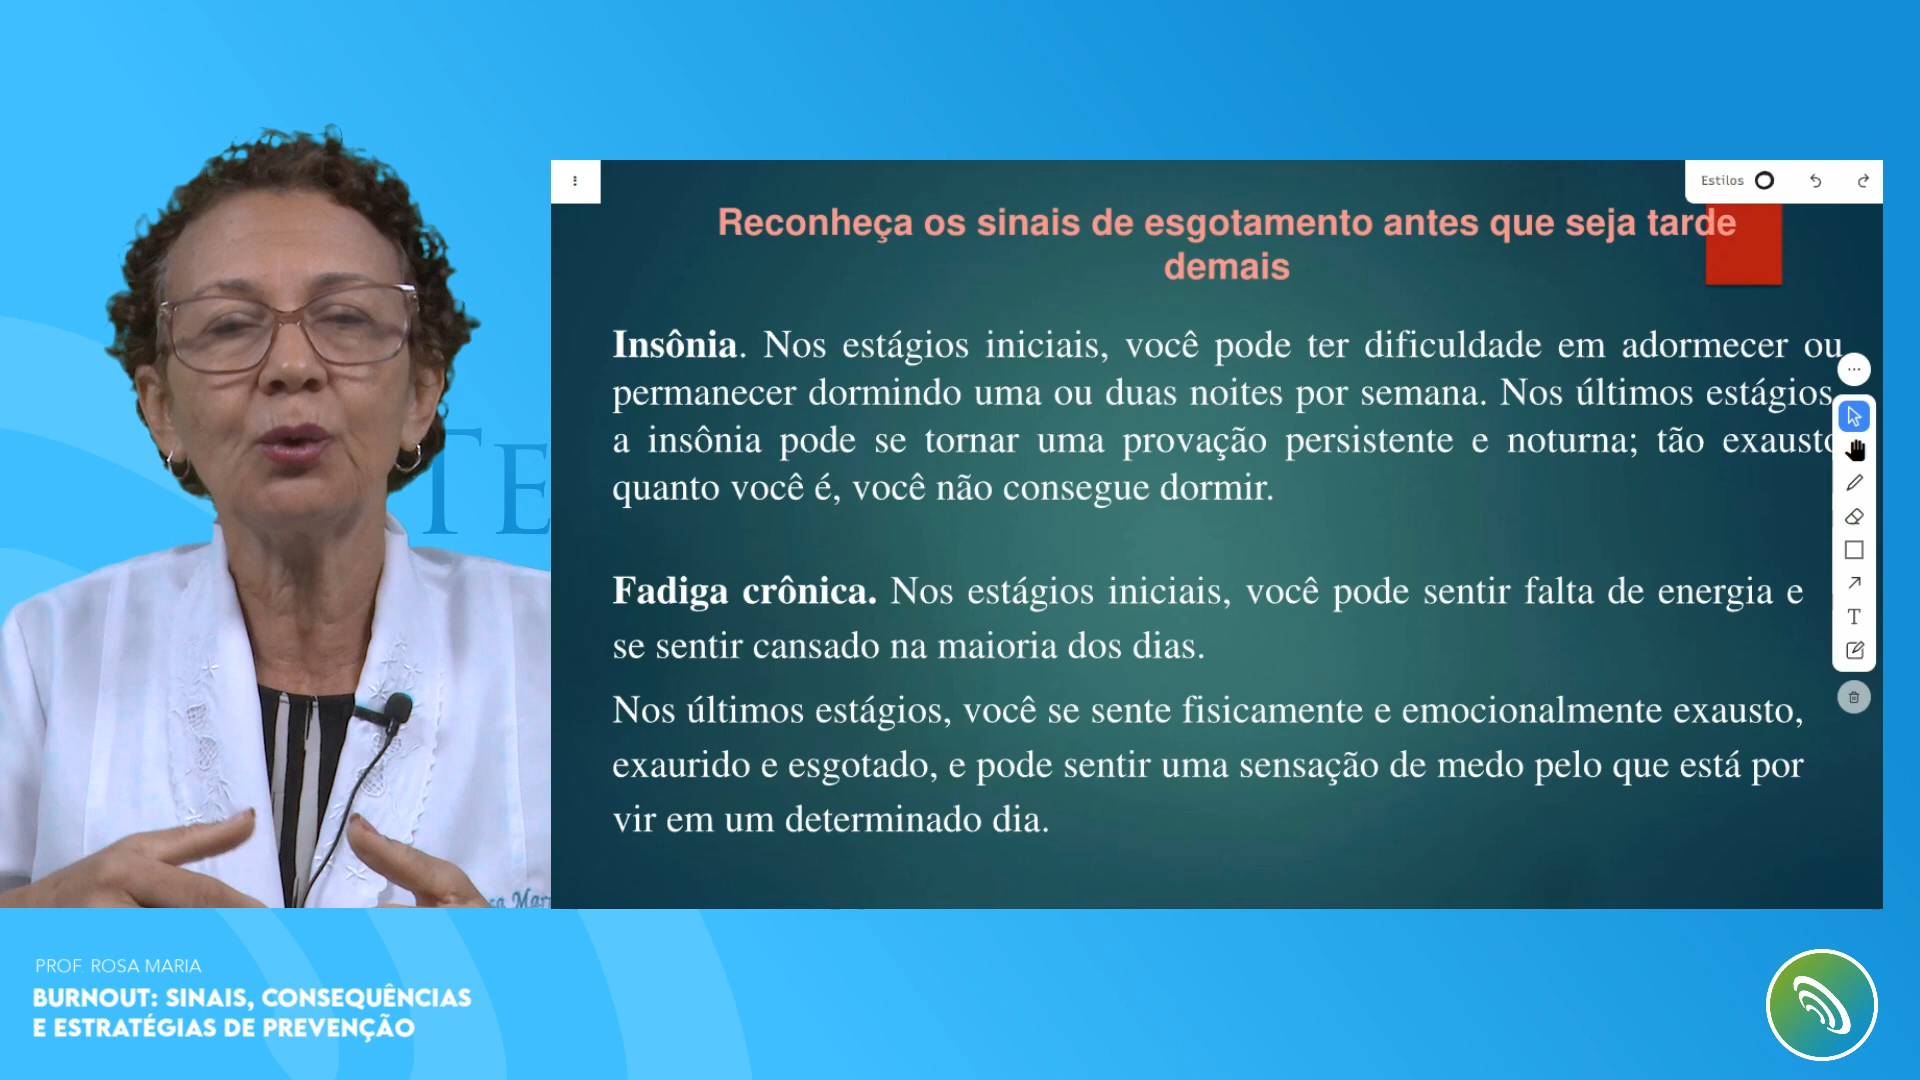 Estilos
Reconheça os sinais de esgotamento antes que seja tarde
demais
Insônia. Nos estágios iniciais, você pode ter dificuldade em adormecer ou
permanecer dormindo uma ou duas noites por semana. Nos últimos estágios,
a insônia pode se tornar uma provação persistente e noturna; tão exausto
quanto você é, você não consegue dormir.
Fadiga crônica. Nos estágios iniciais, você pode sentir falta de energia e
se sentir cansado na maioria dos dias.
Nos últimos estágios, você se sente fisicamente e emocionalmente exausto,
exaurido e esgotado, e pode sentir uma sensação de medo pelo que está por
vir em um determinado dia.
TE
T
PROF. ROSA MARIA
BURNOUT: SINAIS, CONSEQUÊNCIAS
E ESTRATÉGIAS DE PREVENÇÃO